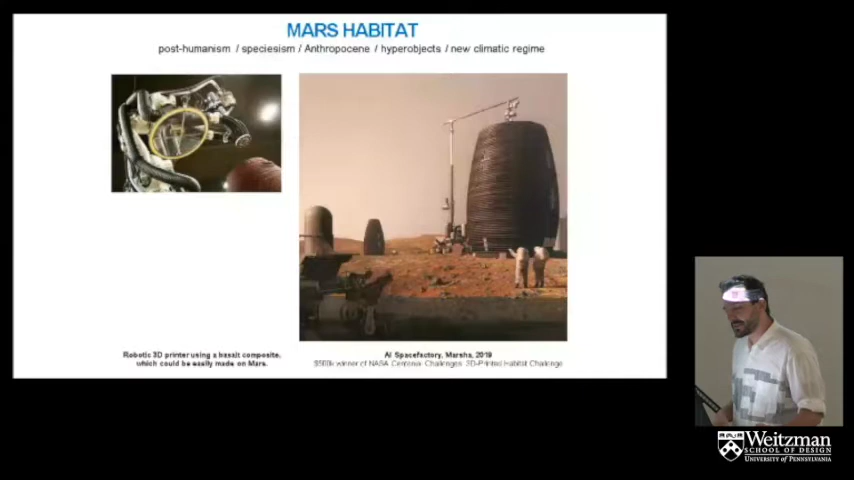 MARS HABITAT
post-humanism / speciesism / Anthropocene / hyperobjects / new climatic regime
Robotic 3D printer using a basalt composite,
which could be easily made on Mars.
AI Spacefactory, Marsha, 2019
$500k winner of NASA Centennial Challenges: 3D-Printed Habitat Challenge
Weitzman
SCHOOL OF DESIGN
UNIVERSITY OF PENNSYLVANIA